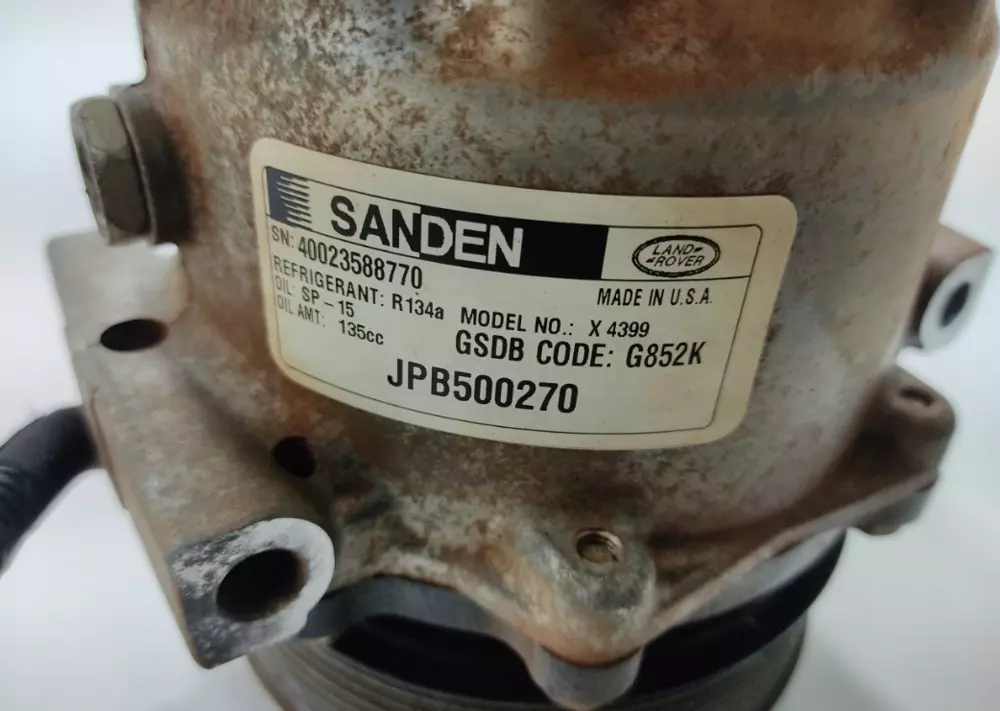 SANDEN
LAND
ROVER
SN: 40023588770
MADE IN U.S.A.
REFRIGERANT: R134a
MODEL NO.: X 4399
OIL: SP-15
GSDB CODE: G852K
OIL AMT: 135cc
JPB500270